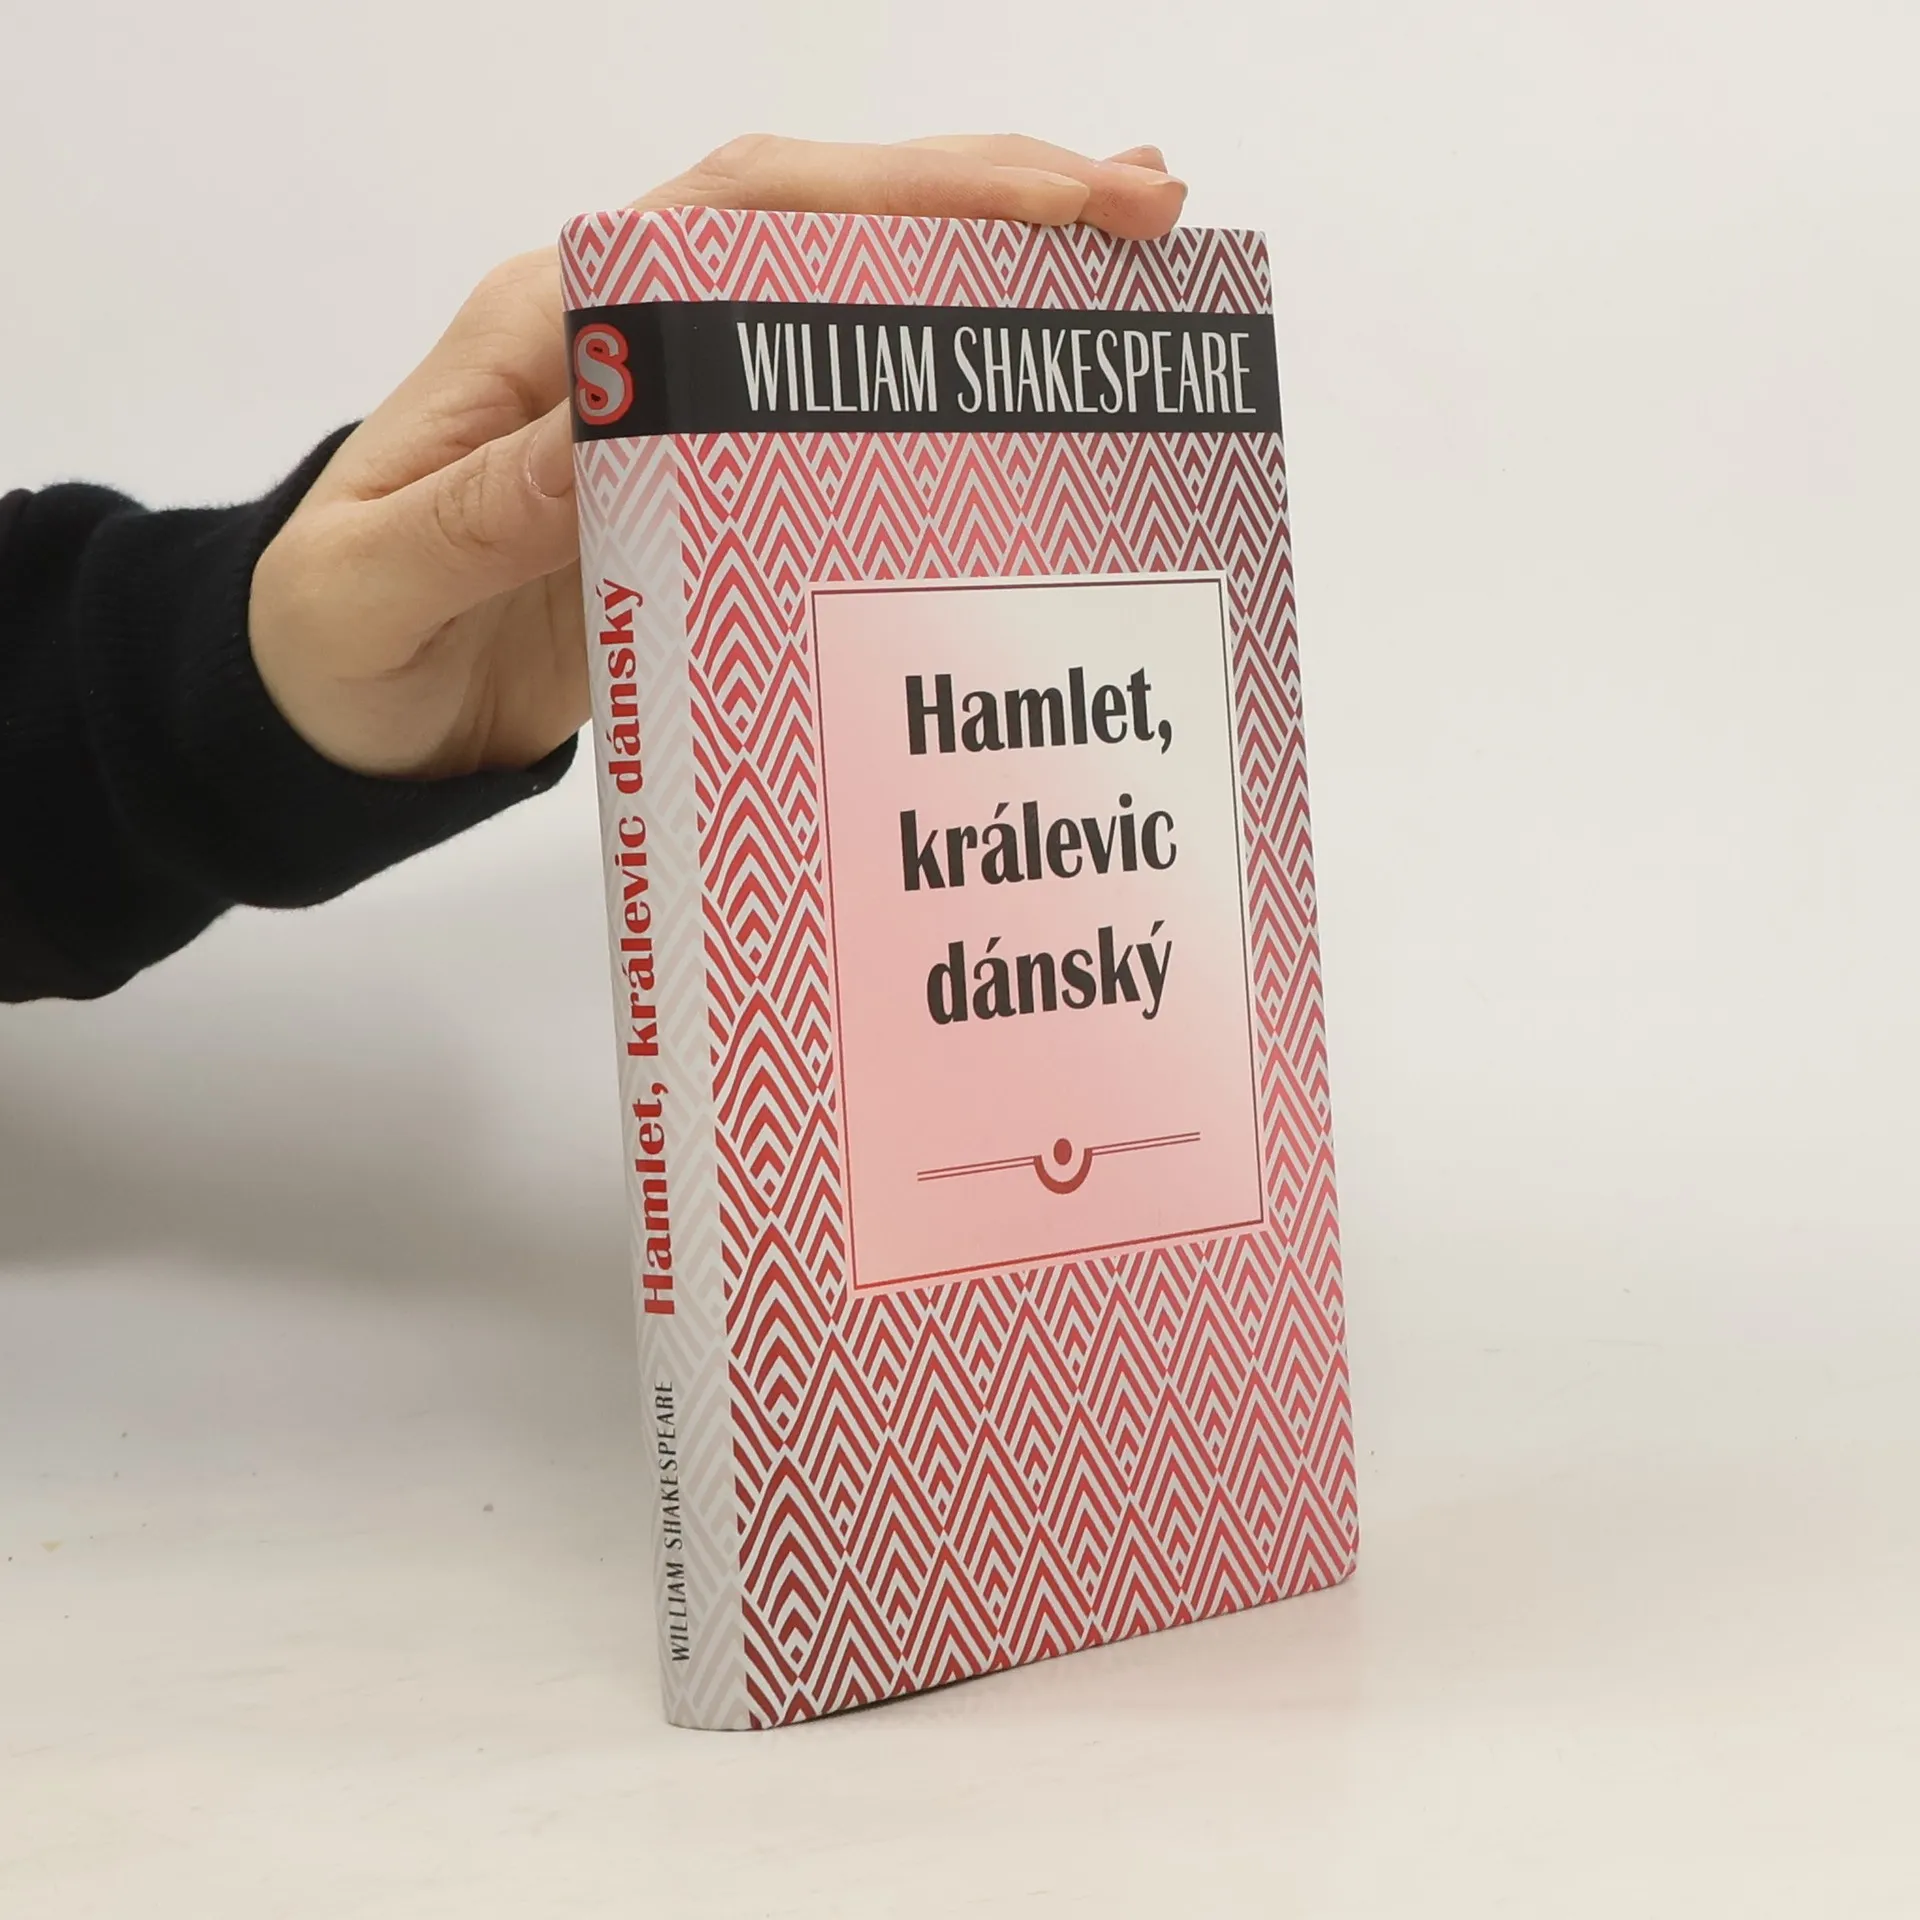 S
WILLIAM SHAKESPEARE
Hamlet,
králevic
dánský
Hamlet, králevic dánský
WILLIAM SHAKESPEARE